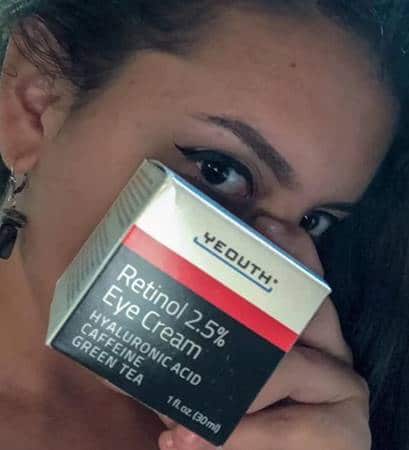 YEOUTH
Retinol 2.5%
Eye Cream
HYALURONIC ACID
CAFFEINE
GREEN TEA
1 fl oz. (30ml)